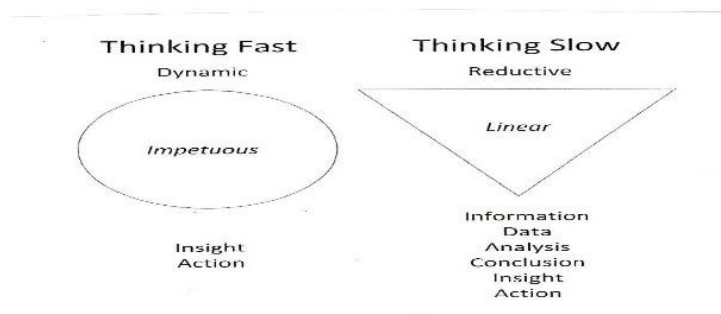 Thinking Fast
Dynamic
Impetuous
Insight
Action
Thinking Slow
Reductive
Linear
Information
Data
Analysis
Conclusion
Insight
Action